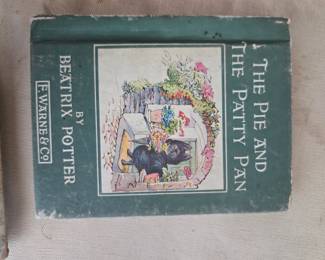 THE PIE AND
THE PATTY PAN
BY
BEATRIX POTTER
F. WARNE & Co